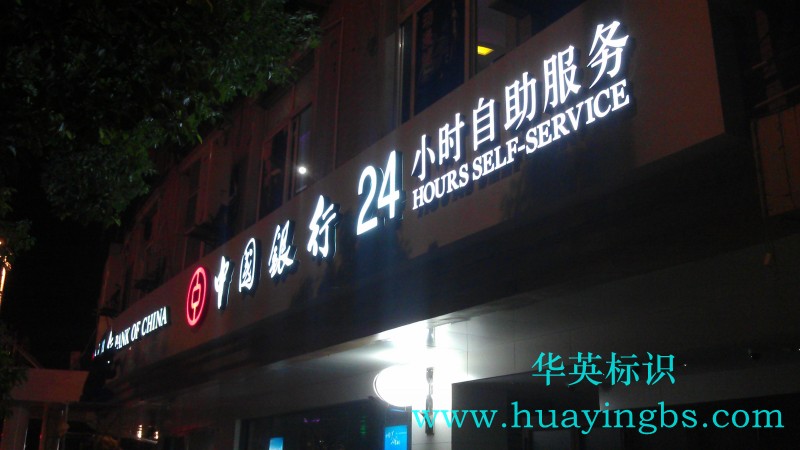 BANK OF CHINA
中国銀行 24 小时自助服务
HOURS SELF-SERVICE
华英标识
www.huayingbs.com